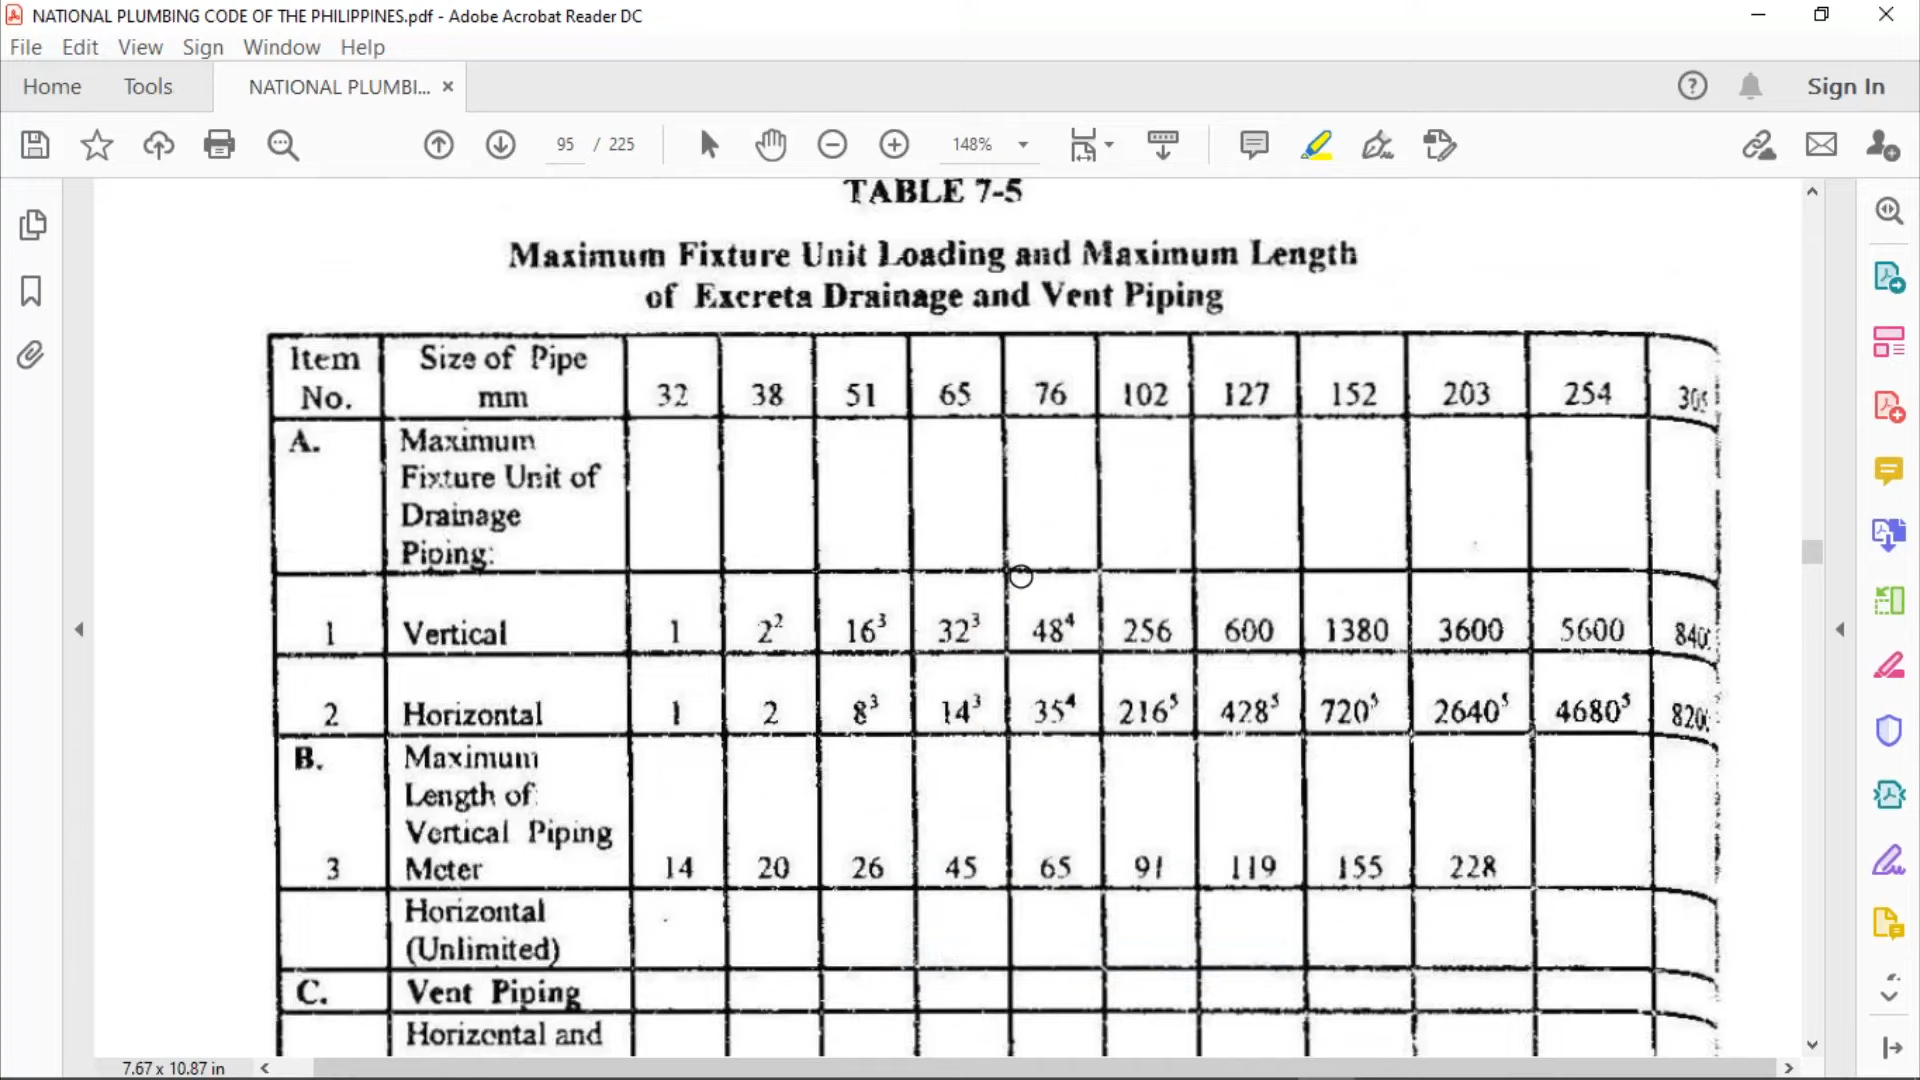 NATIONAL PLUMBING CODE OF THE PHILIPPINES.pdf - Adobe Acrobat Reader DC
File Edit View Sign Window Help
Home Tools NATIONAL PLUMBI... × Sign In
95 / 225 148%
TABLE 7-5
Maximum Fixture Unit Loading and Maximum Length
of Excreta Drainage and Vent Piping
Item No. Size of Pipe mm 32 38 51 65 76 102 127 152 203 254 305
A. Maximum
Fixture Unit of
Drainage
Piping:
1 Vertical 1 2² 16³ 32³ 48⁴ 256 600 1380 3600 5600 840
2 Horizontal 1 2 8³ 14³ 35⁴ 216⁵ 428⁵ 720⁵ 2640⁵ 4680⁵ 820
B. Maximum
Length of
Vertical Piping
3 Meter 14 20 26 45 65 91 119 155 228
Horizontal
(Unlimited)
C. Vent Piping
Horizontal and
7.67 x 10.87 in